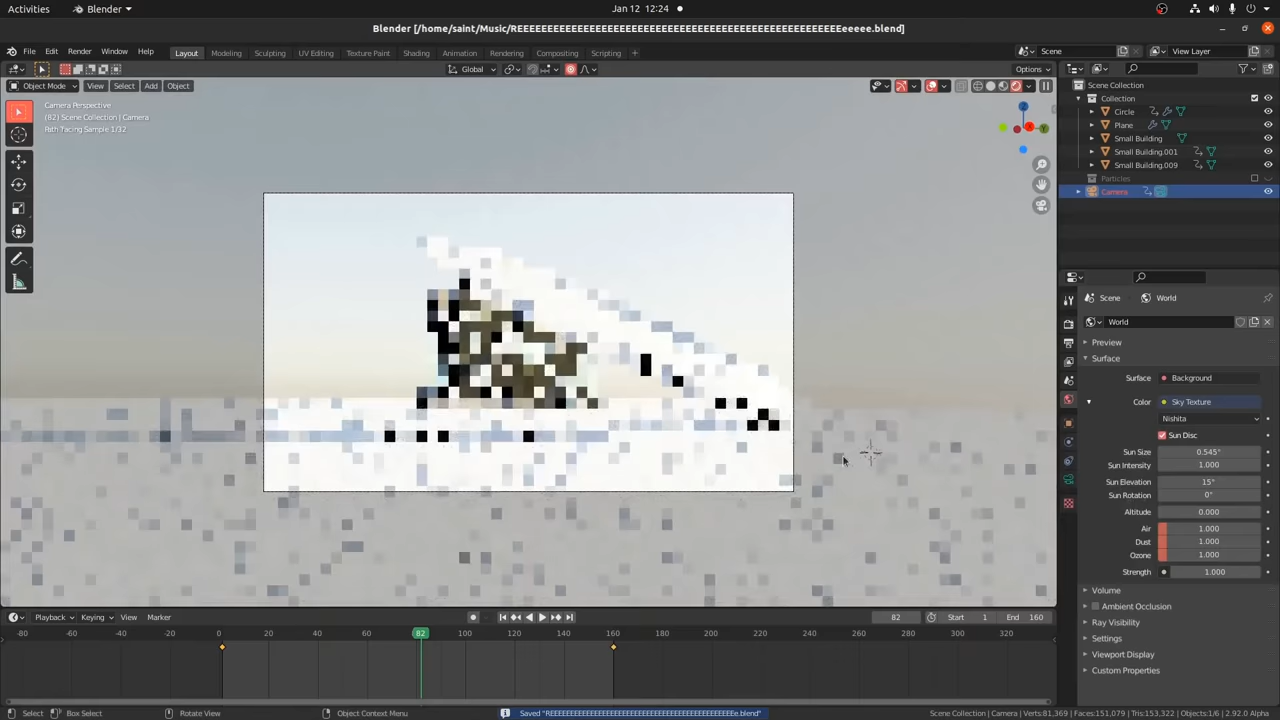 Activities
Blender
Jan 12 12:24
Blender [/home/saint/Music/REEEEEEEEEEEEEEEEEEEEEEEEEEEEEEEEEEEEEEEEEEEEEEEEEEEEEEEEEEEeeeee.blend]
File Edit Render Window Help Layout Modeling Sculpting UV Editing Texture Paint Shading Animation Rendering Compositing Scripting +
Scene
View Layer
Global
Options
Object Mode View Select Add Object
Camera Perspective
(82) Scene Collection | Camera
Path Tracing Sample 1/32
Z
Y
Scene Collection
Collection
Circle
Plane
Small Building
Small Building.001
Small Building.009
Particles
Camera
Scene
World
World
Preview
Surface
Surface Background
Color Sky Texture
Nishita
Sun Disc
Sun Size 0.545°
Sun Intensity 1.000
Sun Elevation 15°
Sun Rotation 0°
Altitude 0.000
Air 1.000
Dust 1.000
Ozone 1.000
Strength 1.000
Volume
Ambient Occlusion
Ray Visibility
Settings
Viewport Display
Custom Properties
Playback Keying View Marker
82 Start 1 End 160
-80 -60 -40 -20 20 40 60 82 100 120 140 160 180 200 220 240 260 280 300 320
Select Box Select Rotate View Object Context Menu
Scene Collection | Camera | Verts:81,369 | Faces:151,079 | Tris:153,322 | Objects:1/6 | 2.92.0 Alpha